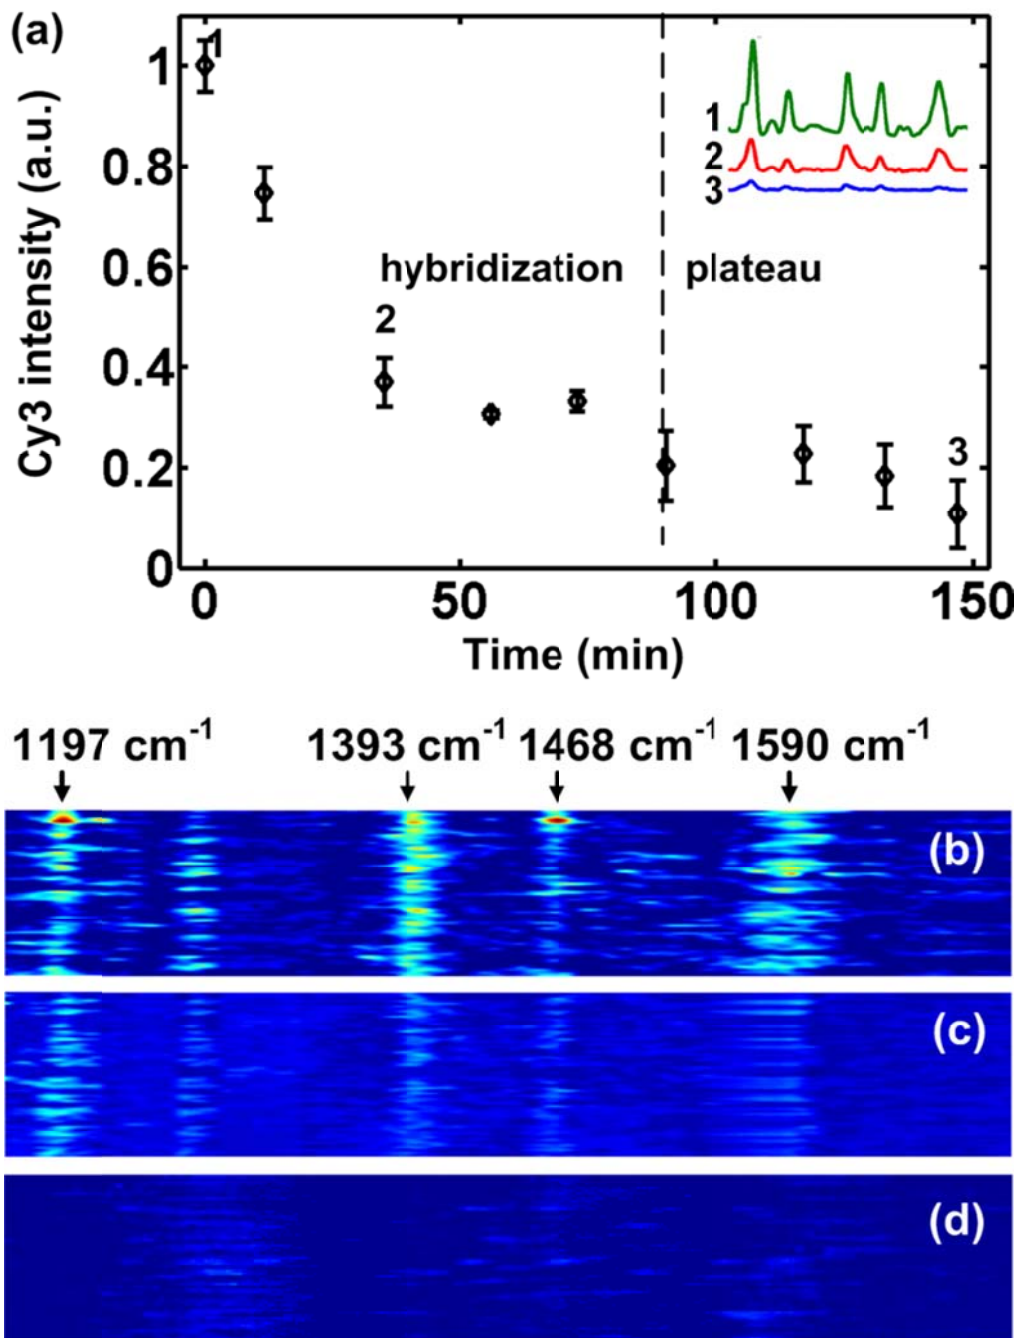 (a)
Cy3 intensity (a.u.)
1
0.8
0.6
0.4
0.2
0
0 50 100 150
Time (min)
1
2
3
hybridization plateau
1
2
3
1197 cm⁻¹ 1393 cm⁻¹ 1468 cm⁻¹ 1590 cm⁻¹
(b)
(c)
(d)